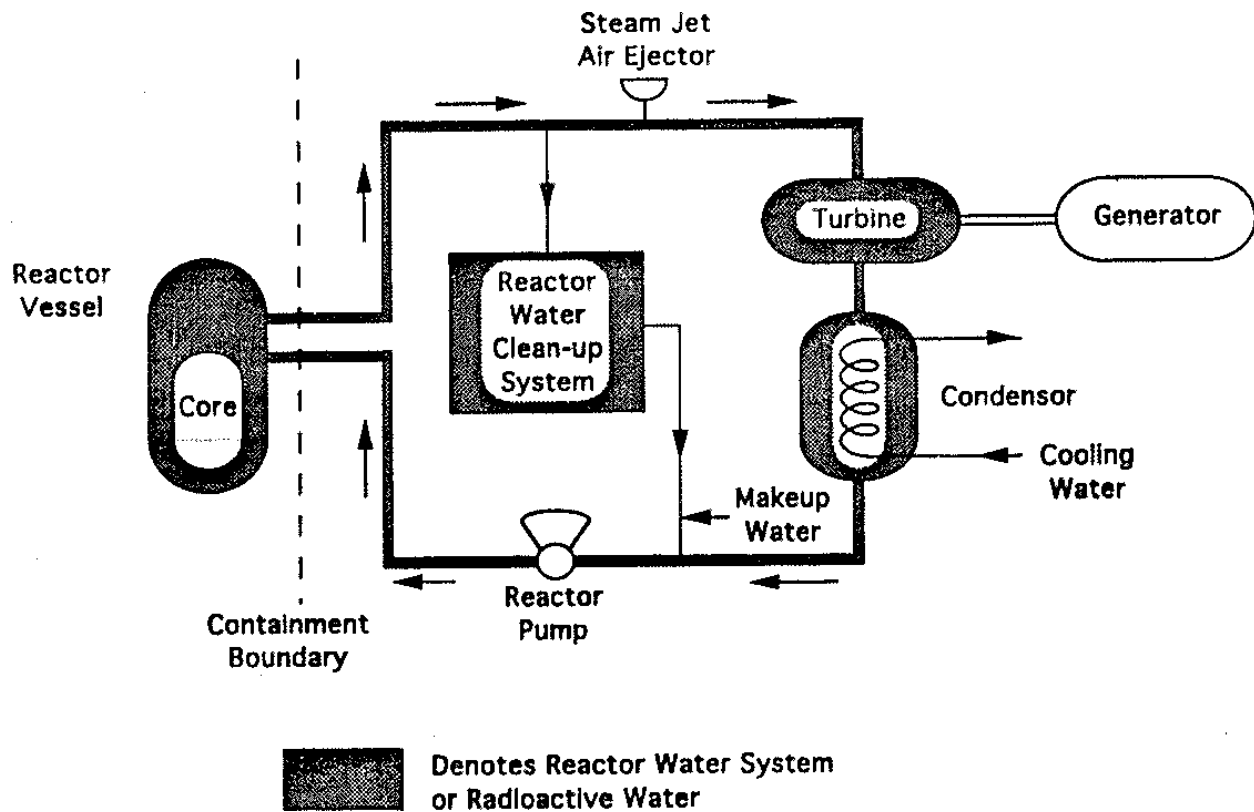 Steam Jet
Air Ejector
Turbine
Generator
Reactor
Vessel
Reactor
Water
Clean-up
System
Core
Condensor
Cooling
Water
Makeup
Water
Reactor
Pump
Containment
Boundary
Denotes Reactor Water System
or Radioactive Water